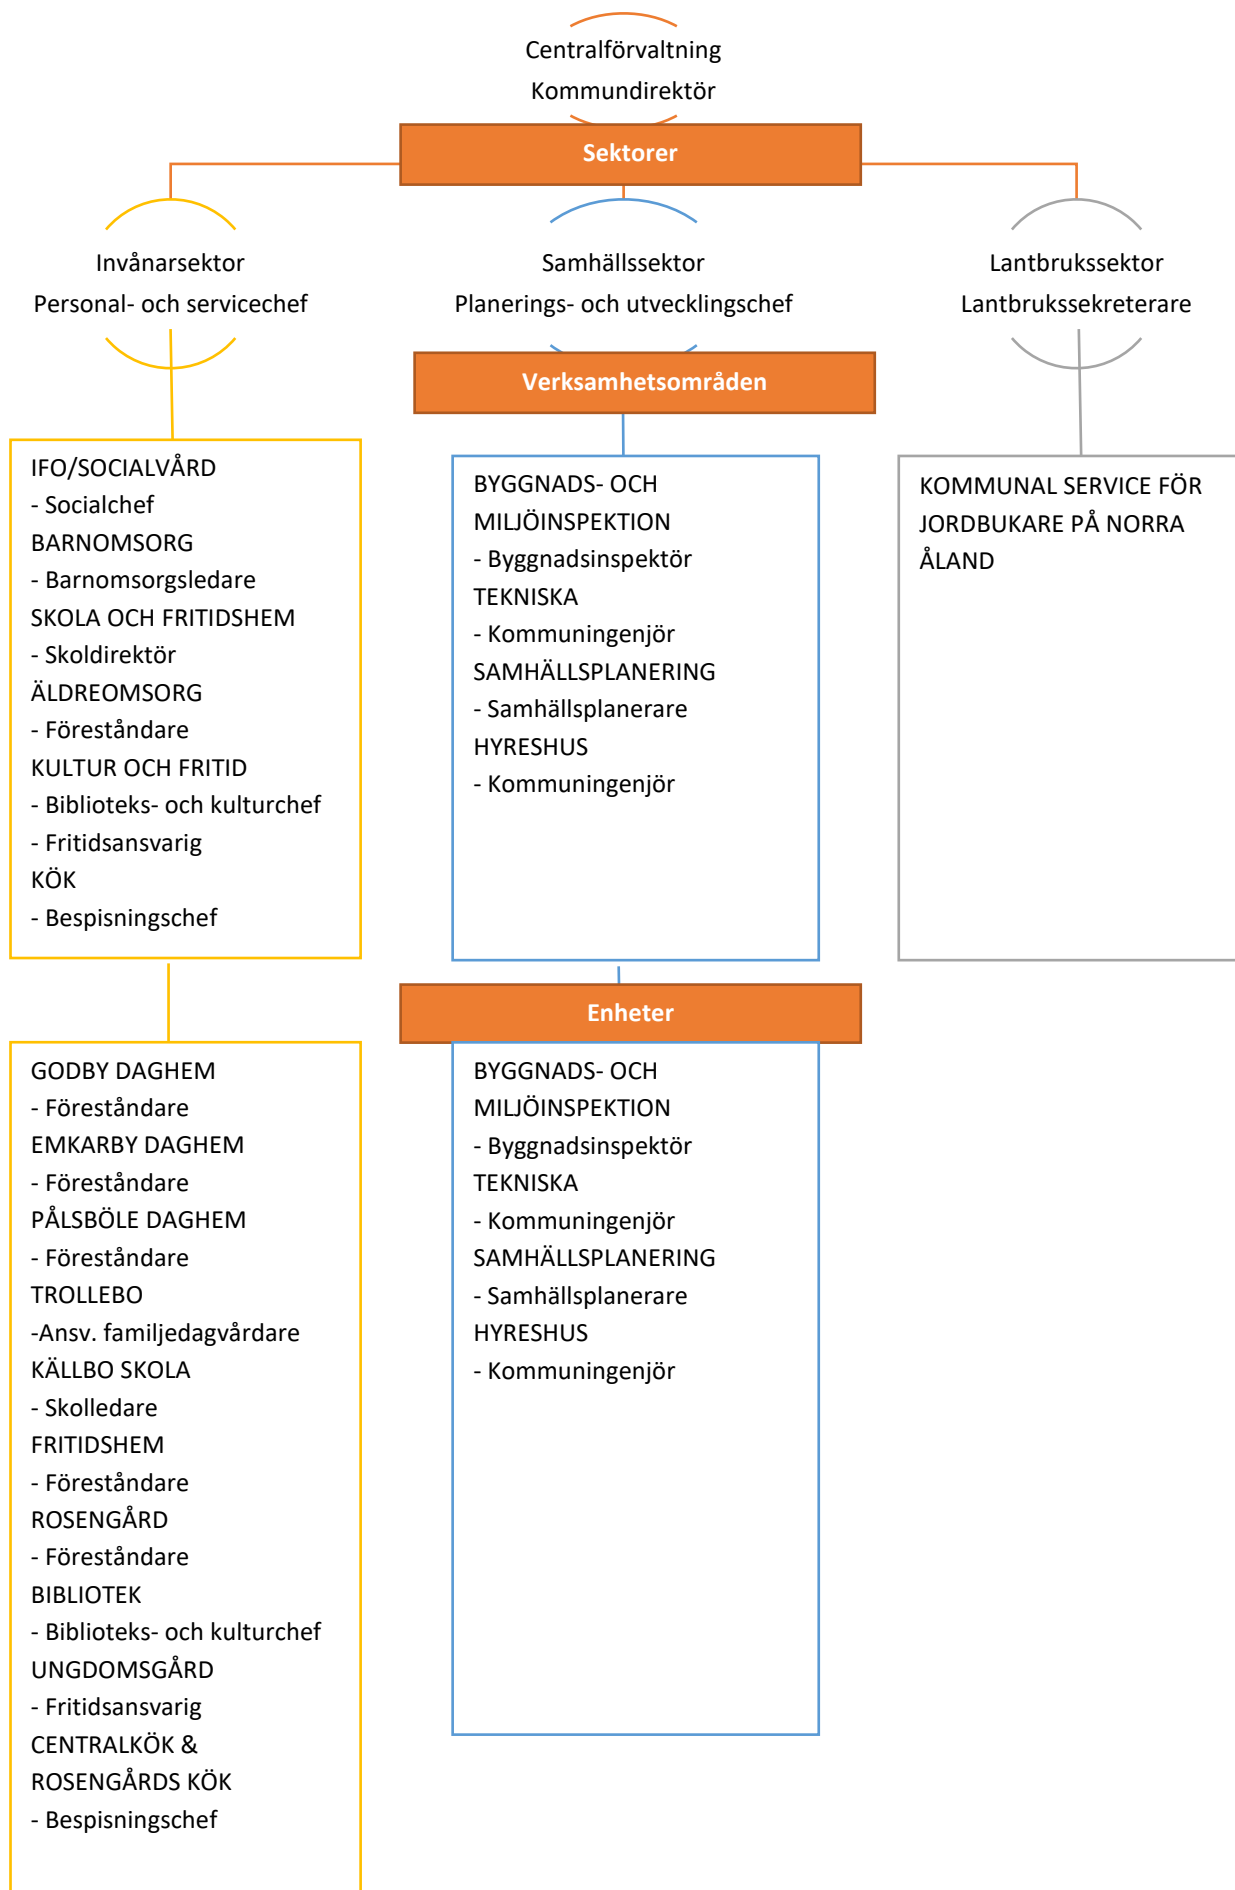 Centralförvaltning
Kommundirektör
Sektorer
Invånarsektor
Personal- och servicechef
Samhällssektor
Planerings- och utvecklingschef
Lantbrukssektor
Lantbrukssekreterare
Verksamhetsområden
IFO/SOCIALVÅRD
- Socialchef
BARNOMSORG
- Barnomsorgsledare
SKOLA OCH FRITIDSHEM
- Skoldirektör
ÄLDREOMSORG
- Föreståndare
KULTUR OCH FRITID
- Biblioteks- och kulturchef
- Fritidsansvarig
KÖK
- Bespisningschef
BYGGNADS- OCH
MILJÖINSPEKTION
- Byggnadsinspektör
TEKNISKA
- Kommuningenjör
SAMHÄLLSPLANERING
- Samhällsplanerare
HYRESHUS
- Kommuningenjör
KOMMUNAL SERVICE FÖR
JORDBUKARE PÅ NORRA
ÅLAND
Enheter
GODBY DAGHEM
- Föreståndare
EMKARBY DAGHEM
- Föreståndare
PÅLSBÖLE DAGHEM
- Föreståndare
TROLLEBO
-Ansv. familjedagvårdare
KÄLLBO SKOLA
- Skolledare
FRITIDSHEM
- Föreståndare
ROSENGÅRD
- Föreståndare
BIBLIOTEK
- Biblioteks- och kulturchef
UNGDOMSGÅRD
- Fritidsansvarig
CENTRALKÖK &
ROSENGÅRDS KÖK
- Bespisningschef
BYGGNADS- OCH
MILJÖINSPEKTION
- Byggnadsinspektör
TEKNISKA
- Kommuningenjör
SAMHÄLLSPLANERING
- Samhällsplanerare
HYRESHUS
- Kommuningenjör